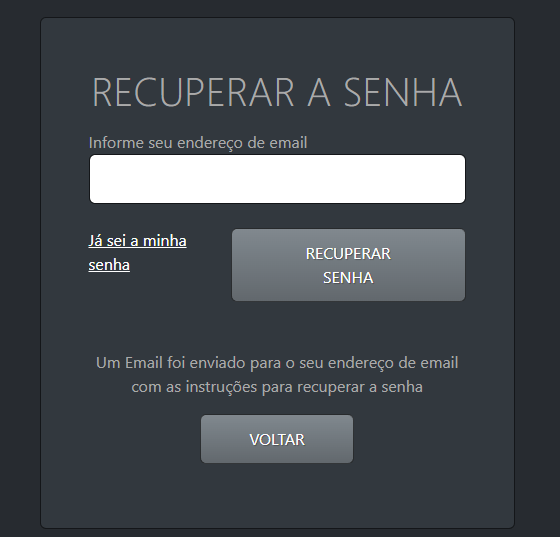 RECUPERAR A SENHA
Informe seu endereço de email
Já sei a minha
senha
RECUPERAR
SENHA
Um Email foi enviado para o seu endereço de email
com as instruções para recuperar a senha
VOLTAR